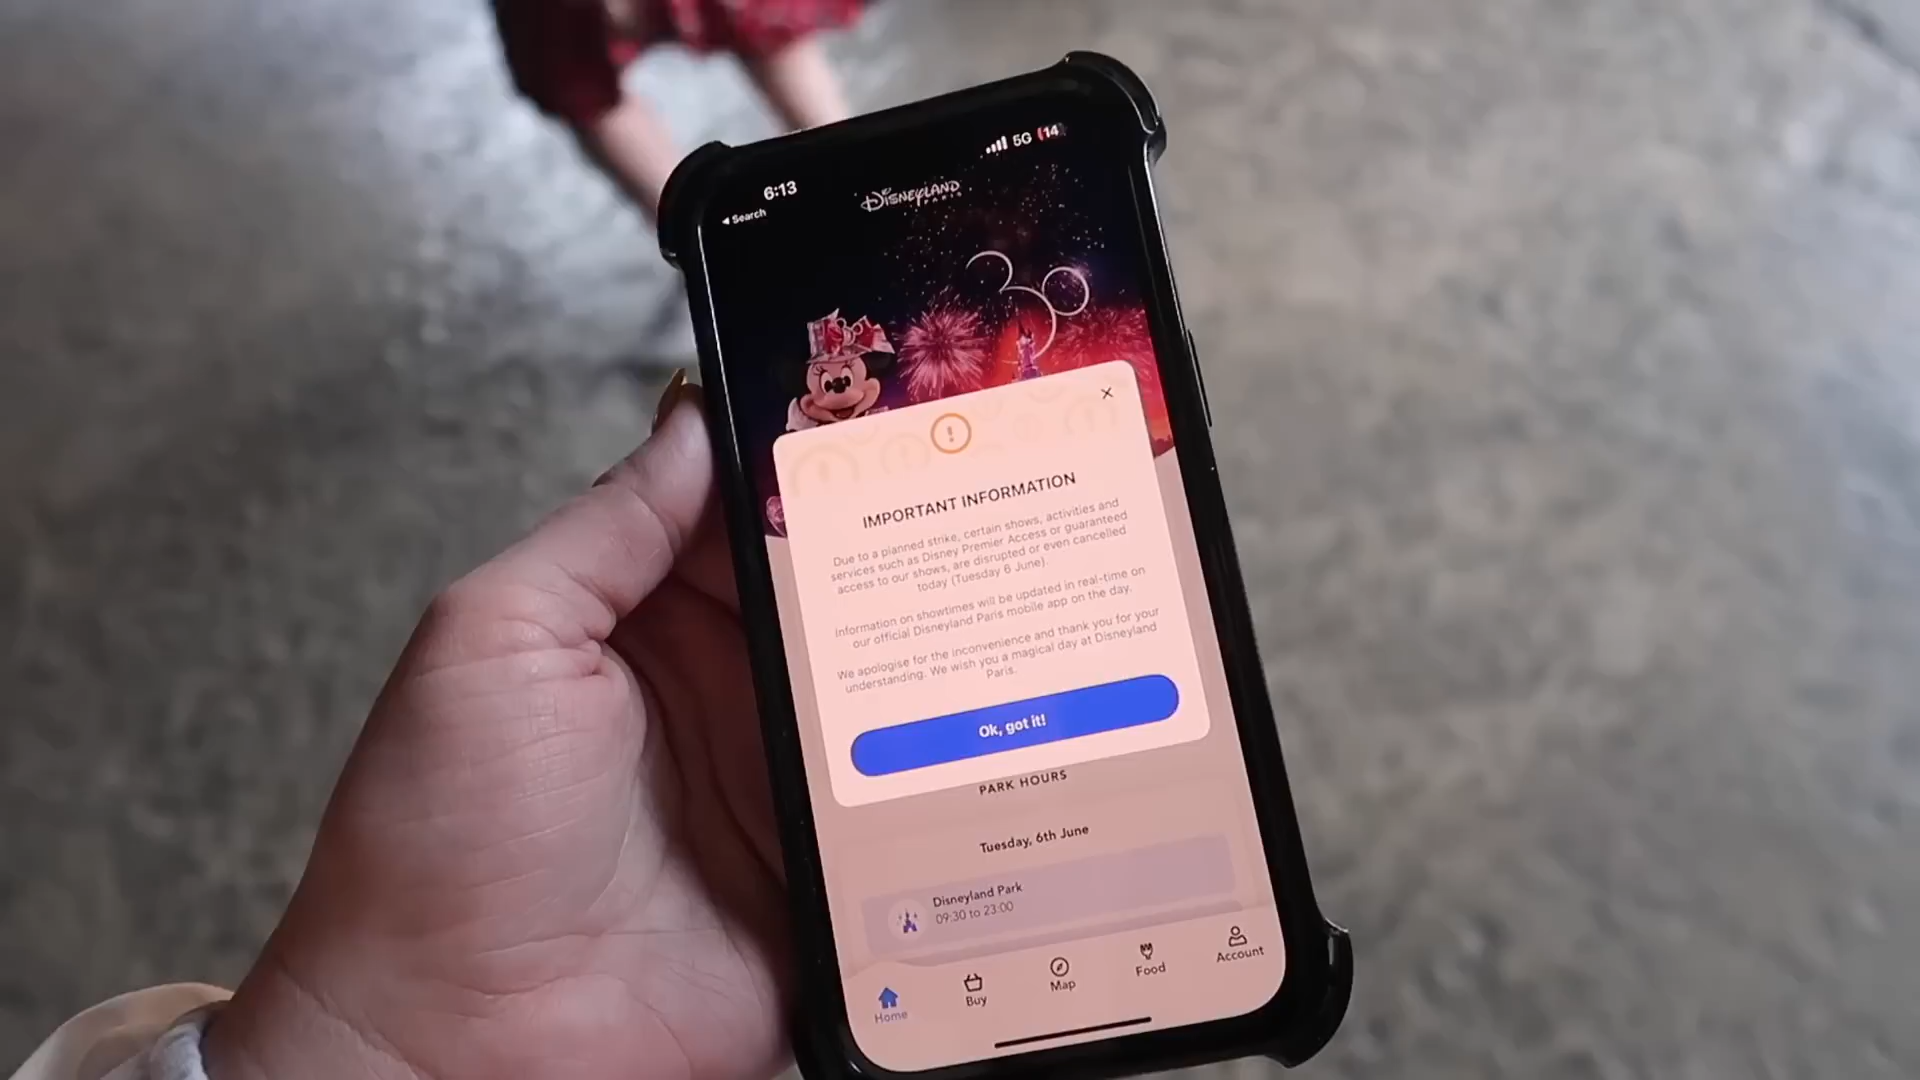 6:13
5G 14
Search
DISNEYLAND
PARIS
30
IMPORTANT INFORMATION
Due to a planned strike, certain shows, activities and
services such as Disney Premier Access or guaranteed
access to our shows, are disrupted or even cancelled
today (Tuesday 6 June).
Information on showtimes will be updated in real-time on
our official Disneyland Paris mobile app on the day.
We apologise for the inconvenience and thank you for your
understanding. We wish you a magical day at Disneyland
Paris.
Ok, got it!
PARK HOURS
Tuesday, 6th June
Disneyland Park
09:30 to 23:00
Home
Buy
Map
Food
Account